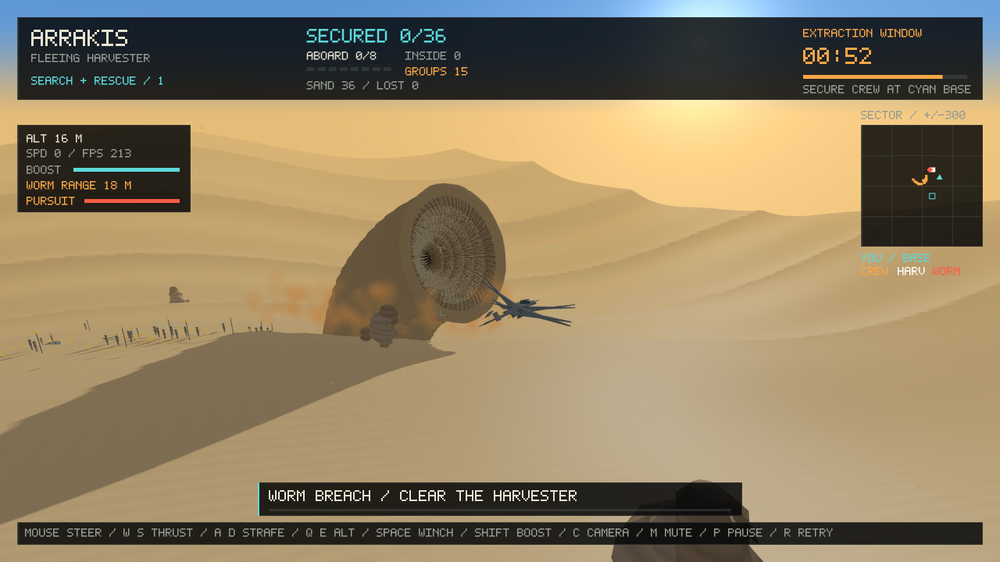 ARRAKIS
FLEEING HARVESTER
SEARCH + RESCUE / 1
SECURED 0/36
ABOARD 0/8 INSIDE 0
GROUPS 15
SAND 36 / LOST 0
EXTRACTION WINDOW
00:52
SECURE CREW AT CYAN BASE
SECTOR / +/-300
ALT 16 M
SPD 0 / FPS 213
BOOST
WORM RANGE 18 M
PURSUIT
YOU / BASE
CREW HARV WORM
WORM BREACH / CLEAR THE HARVESTER
MOUSE STEER / W S THRUST / A D STRAFE / Q E ALT / SPACE WINCH / SHIFT BOOST / C CAMERA / M MUTE / P PAUSE / R RETRY